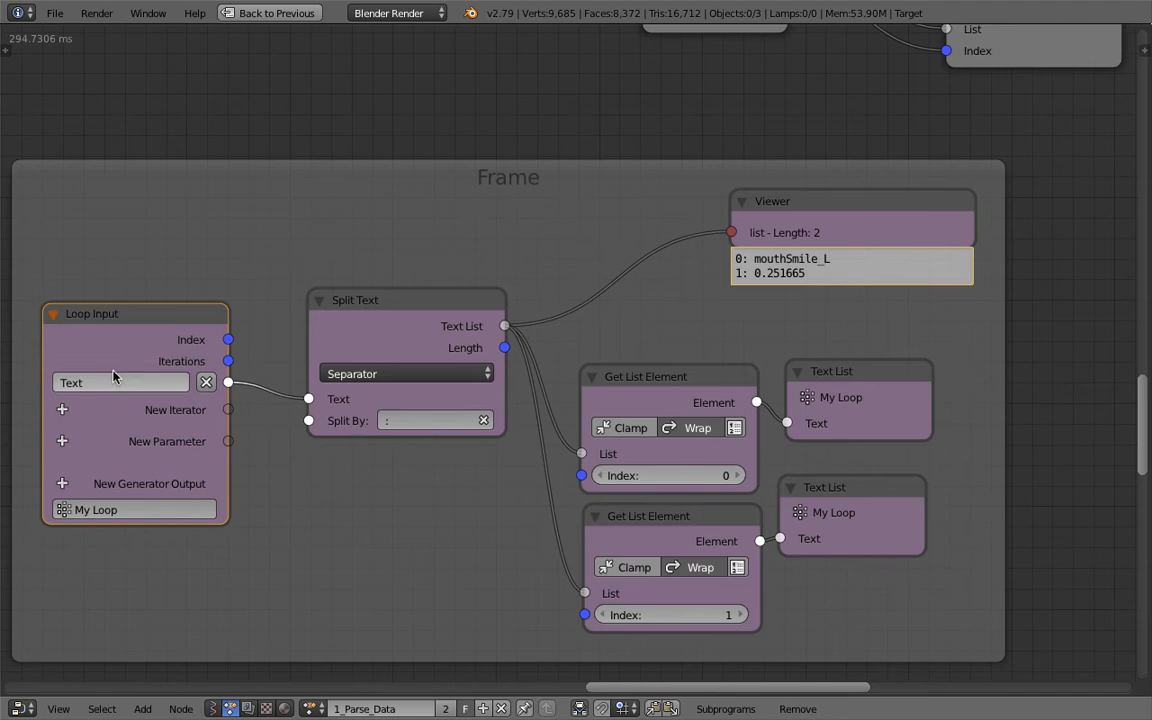 File Render Window Help Back to Previous Blender Render v2.79 | Verts:9,685 | Faces:8,372 | Tris:16,712 | Objects:0/3 | Lamps:0/0 | Mem:53.90M | Target
294.7306 ms
List
Index
Frame
Viewer
list - Length: 2
0: mouthSmile_L
1: 0.251665
Loop Input
Index
Iterations
Text
New Iterator
New Parameter
New Generator Output
My Loop
Split Text
Text List
Length
Separator
Text
Split By: :
Get List Element
Element
Clamp Wrap
List
Index: 0
Text List
My Loop
Text
Get List Element
Element
Clamp Wrap
List
Index: 1
Text List
My Loop
Text
View Select Add Node 1_Parse_Data 2 F Subprograms Remove